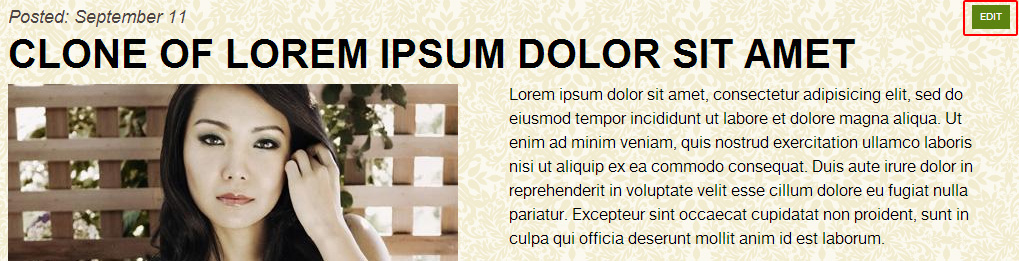 Posted: September 11
EDIT
CLONE OF LOREM IPSUM DOLOR SIT AMET
Lorem ipsum dolor sit amet, consectetur adipisicing elit, sed do
eiusmod tempor incididunt ut labore et dolore magna aliqua. Ut
enim ad minim veniam, quis nostrud exercitation ullamco laboris
nisi ut aliquip ex ea commodo consequat. Duis aute irure dolor in
reprehenderit in voluptate velit esse cillum dolore eu fugiat nulla
pariatur. Excepteur sint occaecat cupidatat non proident, sunt in
culpa qui officia deserunt mollit anim id est laborum.